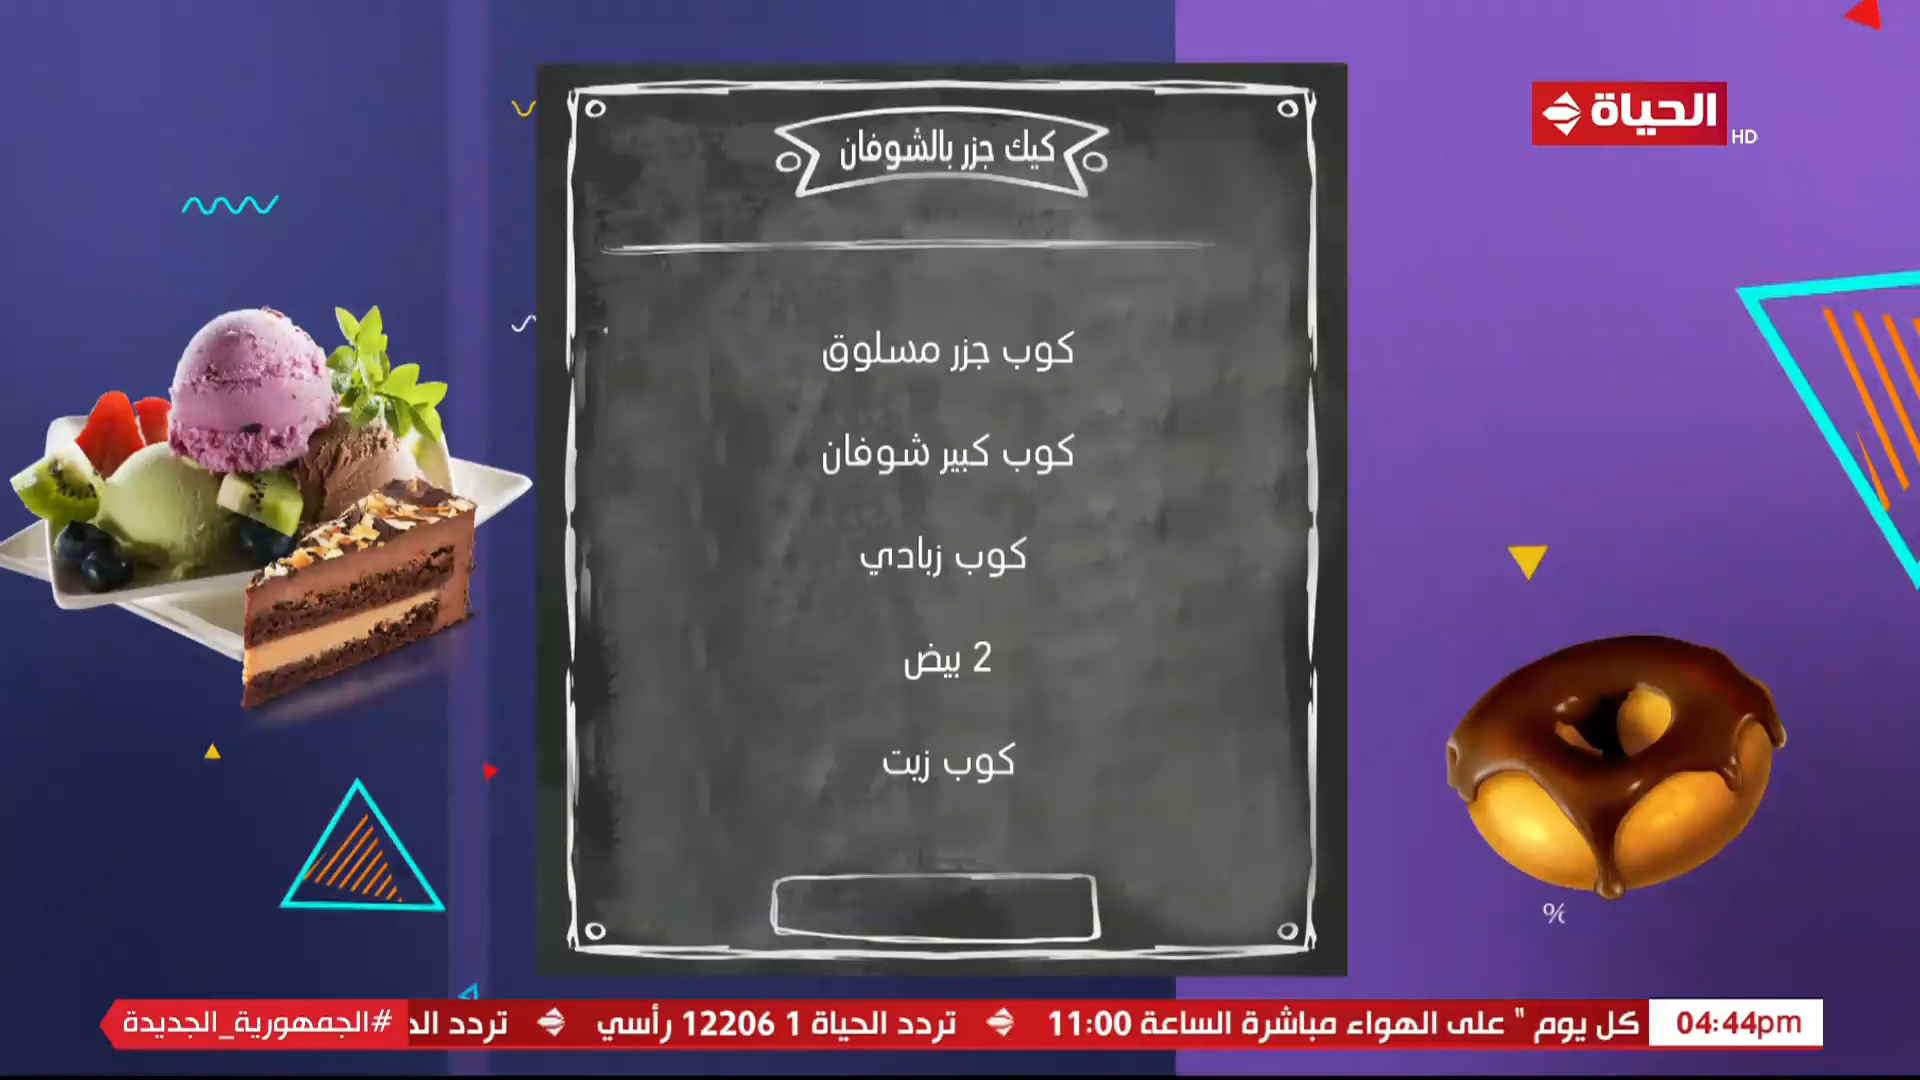 الحياة
HD
كيك جزر بالشوفان
كوب جزر مسلوق
كوب كبير شوفان
كوب زبادي
2 بيض
كوب زيت
%
04:44pm
كل يوم " على الهواء مباشرة الساعة 11:00
تردد الحياة 1 12206 رأسي
تردد الد
#الجمهورية_الجديدة